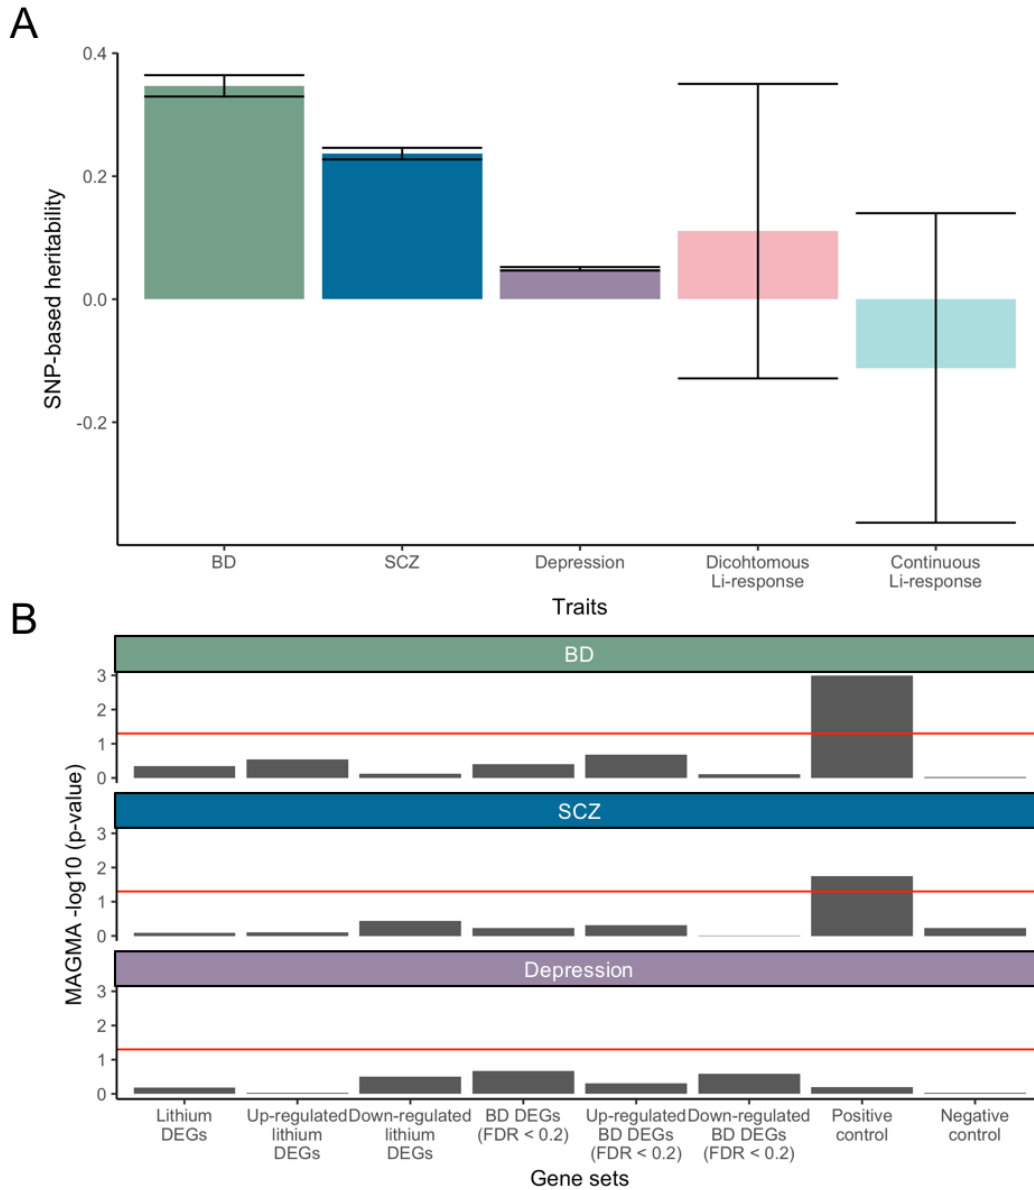 A
0.4
0.2
0.0
-0.2
SNP-based heritability
BD
SCZ
Depression
Dicohtomous
Li-response
Continuous
Li-response
Traits
B
BD
3
2
1
0
SCZ
3
2
1
0
Depression
3
2
1
0
MAGMA -log10 (p-value)
Lithium
DEGs
Up-regulated
lithium
DEGs
Down-regulated
lithium
DEGs
BD DEGs
(FDR < 0.2)
Up-regulated
BD DEGs
(FDR < 0.2)
Down-regulated
BD DEGs
(FDR < 0.2)
Positive
control
Negative
control
Gene sets